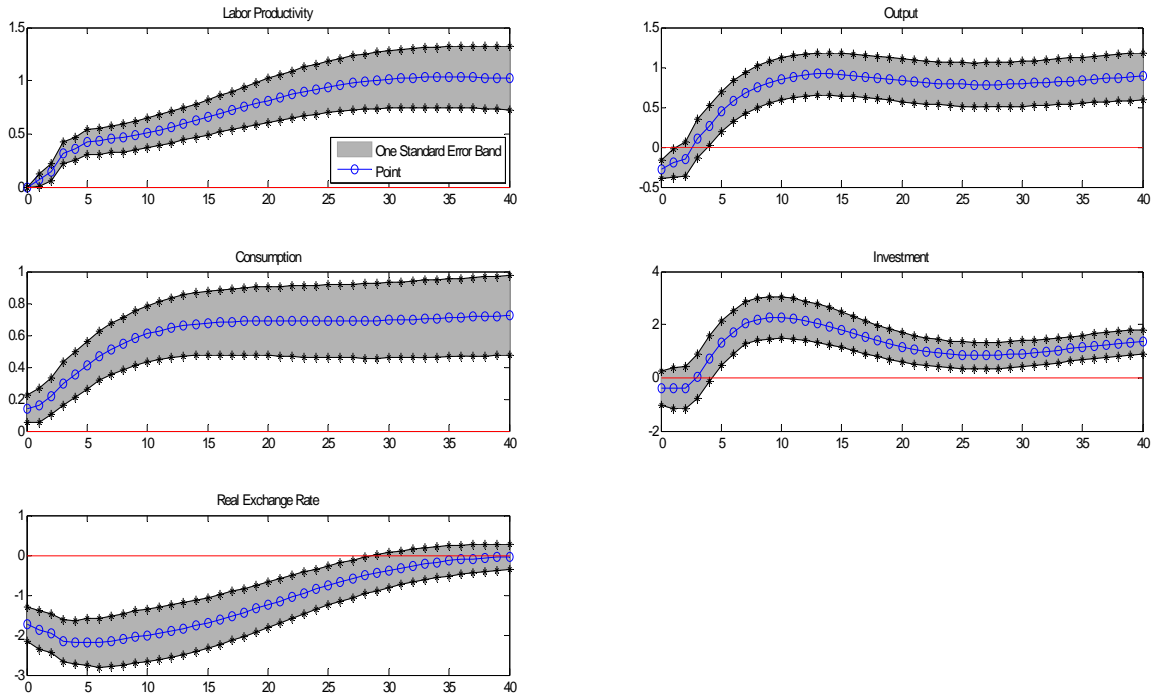 Labor Productivity
1.5
1
0.5
0
0 5 10 15 20 25 30 35 40
One Standard Error Band
Point
Output
1.5
1
0.5
0
-0.5
0 5 10 15 20 25 30 35 40
Consumption
1
0.8
0.6
0.4
0.2
0
0 5 10 15 20 25 30 35 40
Investment
4
2
0
-2
0 5 10 15 20 25 30 35 40
Real Exchange Rate
1
0
-1
-2
-3
0 5 10 15 20 25 30 35 40